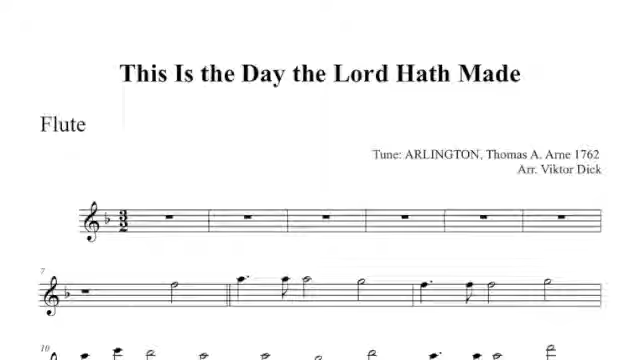 This Is the Day the Lord Hath Made
Flute
Tune: ARLINGTON, Thomas A. Arne 1762
Arr. Viktor Dick
3
2
7
10